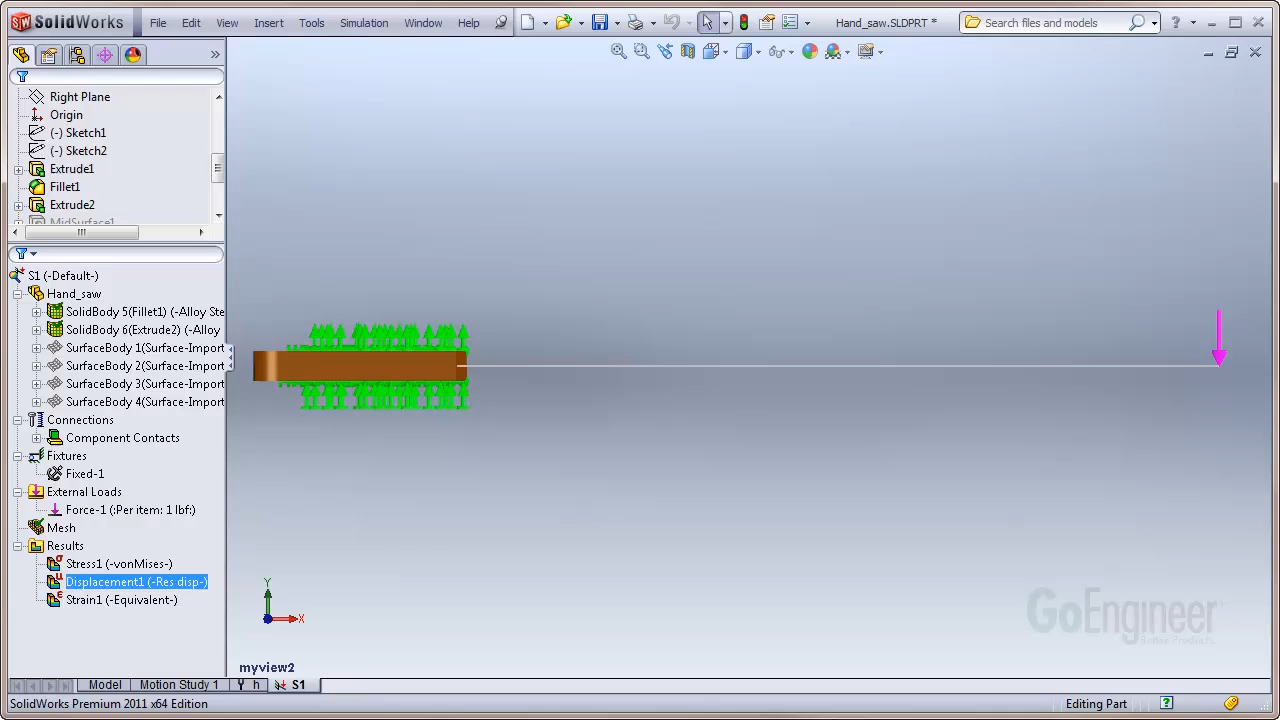 SolidWorks
File Edit View Insert Tools Simulation Window Help
Hand_saw.SLDPRT *
Search files and models
Right Plane
Origin
(-) Sketch1
(-) Sketch2
Extrude1
Fillet1
Extrude2
MidSurface1
S1 (-Default-)
Hand_saw
SolidBody 5(Fillet1) (-Alloy Ste
SolidBody 6(Extrude2) (-Alloy
SurfaceBody 1(Surface-Import
SurfaceBody 2(Surface-Import
SurfaceBody 3(Surface-Import
SurfaceBody 4(Surface-Import
Connections
Component Contacts
Fixtures
Fixed-1
External Loads
Force-1 (:Per item: 1 lbf:)
Mesh
Results
Stress1 (-vonMises-)
Displacement1 (-Res disp-)
Strain1 (-Equivalent-)
Y
X
GoEngineer
Better Products.
myview2
Model Motion Study 1 h S1
SolidWorks Premium 2011 x64 Edition
Editing Part